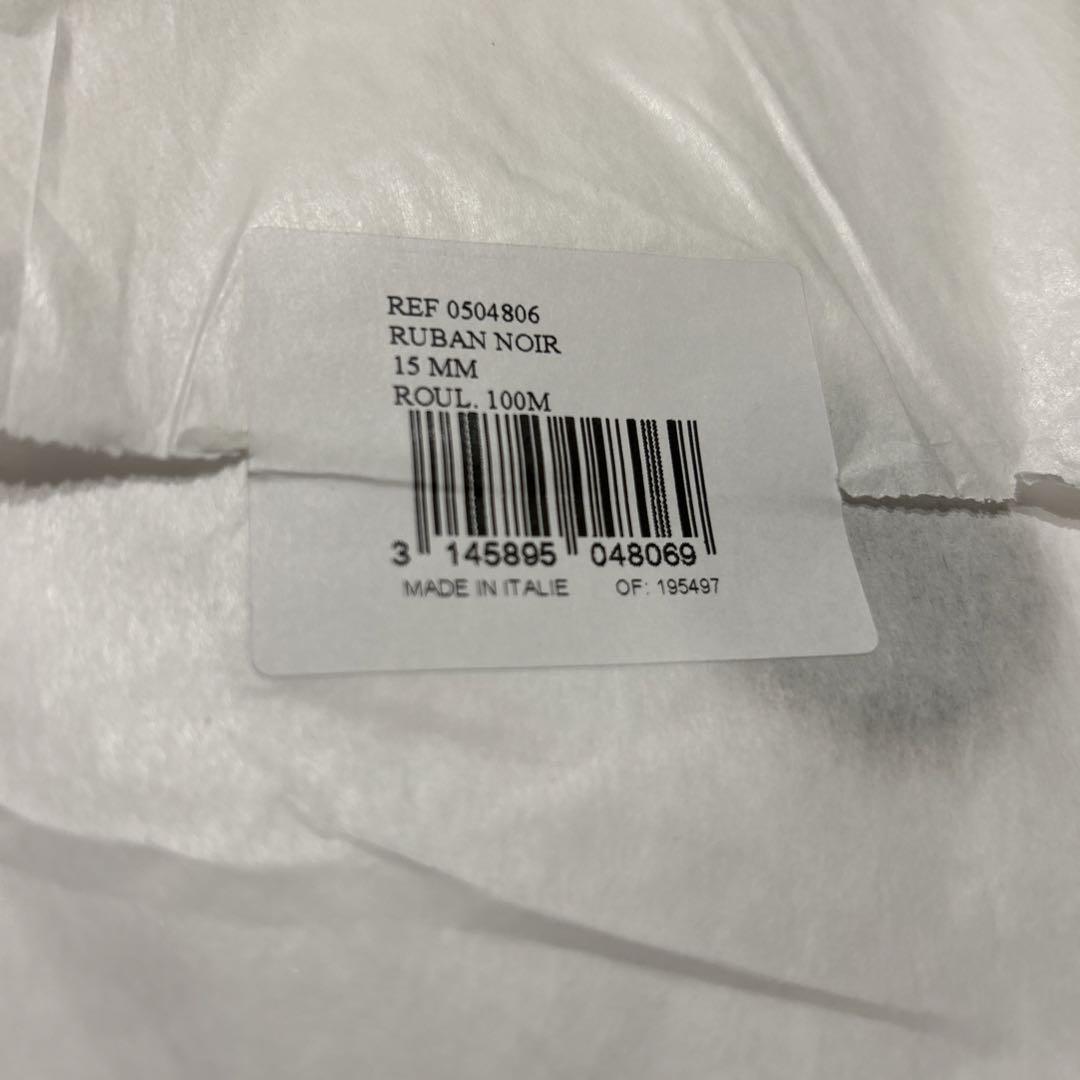 REF 0504806
RUBAN NOIR
15 MM
ROUL. 100M
3 145895 048069
MADE IN ITALIE OF: 195497